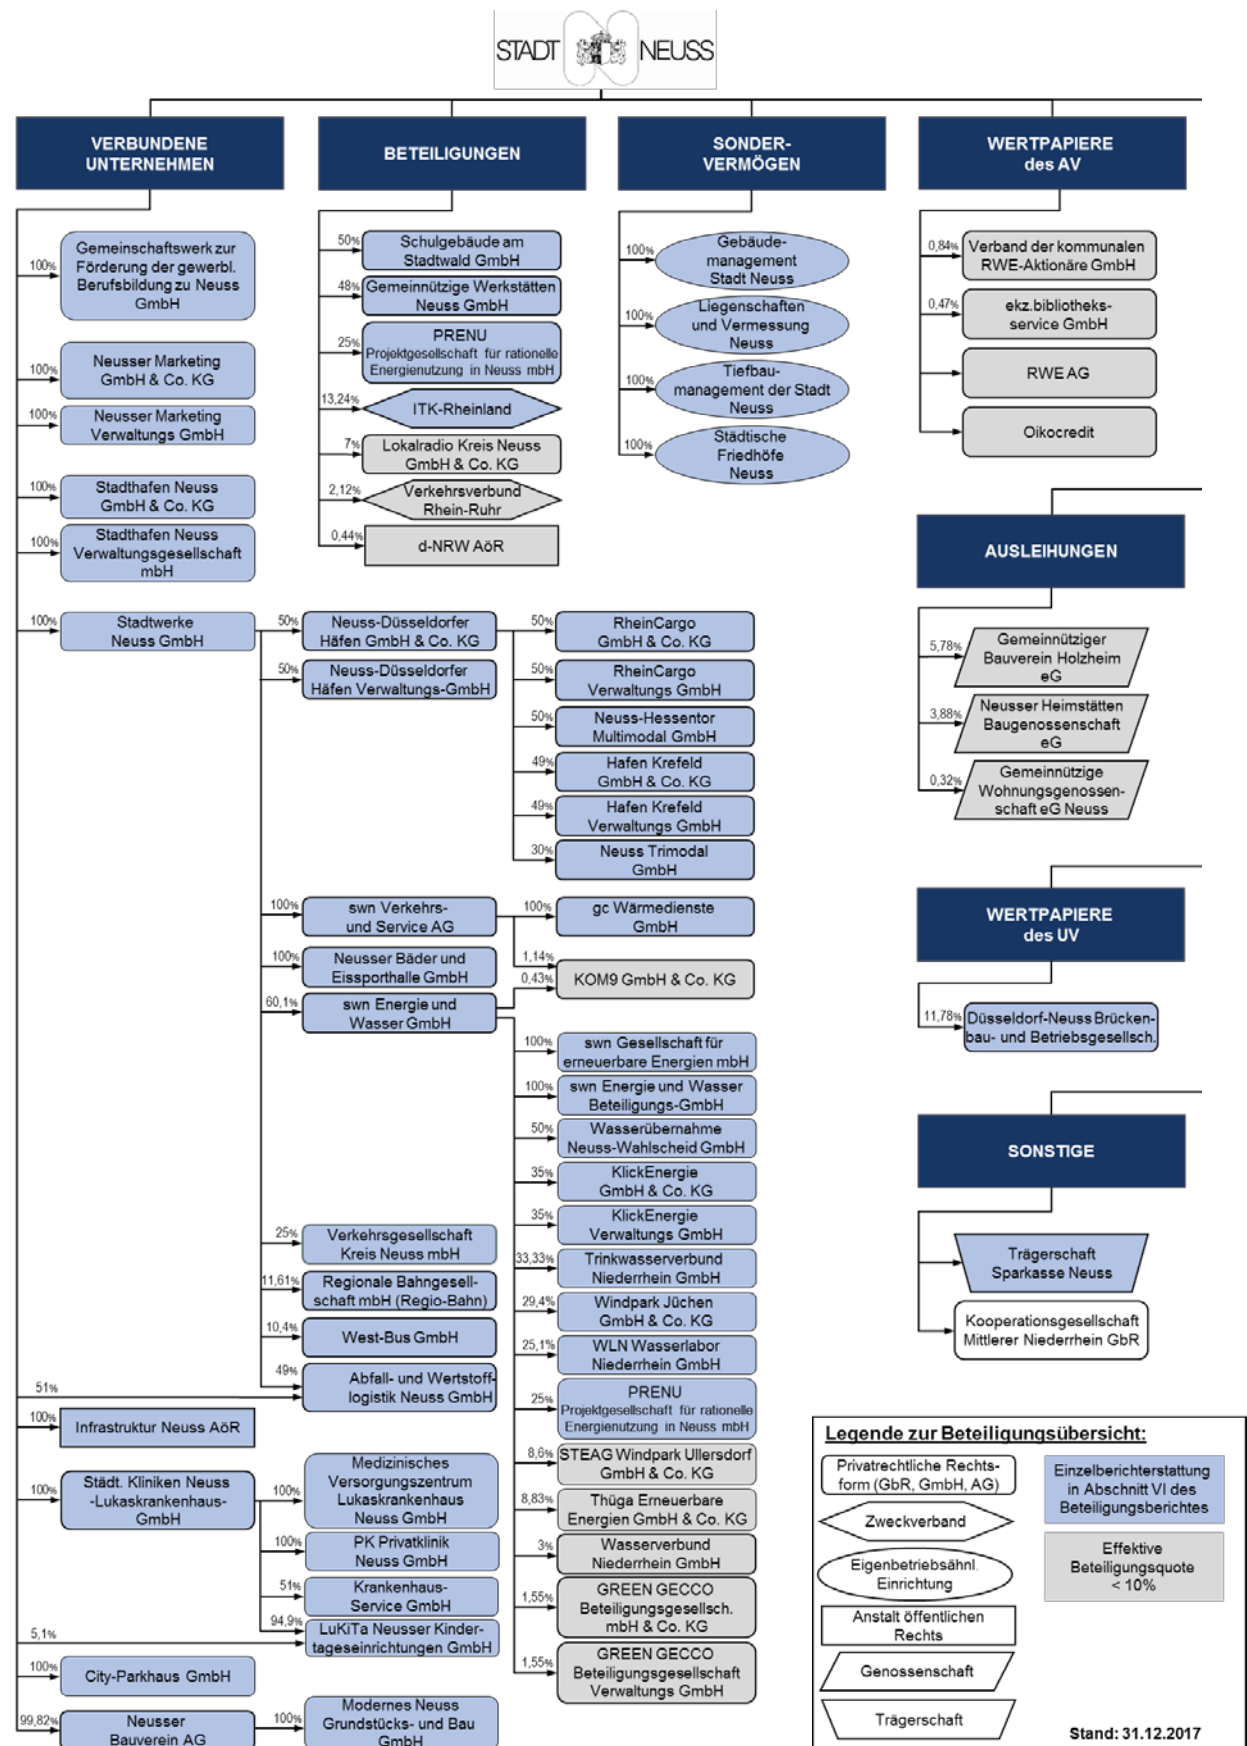 STADT NEUSS
VERBUNDENE
UNTERNEHMEN
100%
Gemeinschaftswerk zur
Förderung der gewerbl.
Berufsbildung zu Neuss
GmbH
100%
Neusser Marketing
GmbH & Co. KG
100%
Neusser Marketing
Verwaltungs GmbH
100%
Stadthafen Neuss
GmbH & Co. KG
100%
Stadthafen Neuss
Verwaltungsgesellschaft
mbH
100%
Stadtwerke
Neuss GmbH
50%
Neuss-Düsseldorfer
Häfen GmbH & Co. KG
50%
RheinCargo
GmbH & Co. KG
50%
RheinCargo
Verwaltungs GmbH
50%
Neuss-Hessentor
Multimodal GmbH
49%
Hafen Krefeld
GmbH & Co. KG
49%
Hafen Krefeld
Verwaltungs GmbH
30%
Neuss Trimodal
GmbH
50%
Neuss-Düsseldorfer
Häfen Verwaltungs-GmbH
100%
swn Verkehrs-
und Service AG
100%
gc Wärmedienste
GmbH
1,14%
0,43%
KOM9 GmbH & Co. KG
100%
Neusser Bäder und
Eissporthalle GmbH
60,1%
swn Energie und
Wasser GmbH
100%
swn Gesellschaft für
erneuerbare Energien mbH
100%
swn Energie und Wasser
Beteiligungs-GmbH
50%
Wasserübernahme
Neuss-Wahlscheid GmbH
35%
KlickEnergie
GmbH & Co. KG
35%
KlickEnergie
Verwaltungs GmbH
33,33%
Trinkwasserverbund
Niederrhein GmbH
29,4%
Windpark Jüchen
GmbH & Co. KG
25,1%
WLN Wasserlabor
Niederrhein GmbH
25%
PRENU
Projektgesellschaft für rationelle
Energienutzung in Neuss mbH
8,6%
STEAG Windpark Ullersdorf
GmbH & Co. KG
8,83%
Thüga Erneuerbare
Energien GmbH & Co. KG
3%
Wasserverbund
Niederrhein GmbH
1,55%
GREEN GECCO
Beteiligungsgesellsch.
mbH & Co. KG
1,55%
GREEN GECCO
Beteiligungsgesellschaft
Verwaltungs GmbH
25%
Verkehrsgesellschaft
Kreis Neuss mbH
11,61%
Regionale Bahngesell-
schaft mbH (Regio-Bahn)
10,4%
West-Bus GmbH
49%
Abfall- und Wertstoff-
logistik Neuss GmbH
51%
100%
Infrastruktur Neuss AöR
100%
Städt. Kliniken Neuss
-Lukaskrankenhaus-
GmbH
100%
Medizinisches
Versorgungszentrum
Lukaskrankenhaus
Neuss GmbH
100%
PK Privatklinik
Neuss GmbH
51%
Krankenhaus-
Service GmbH
94,9%
LuKiTa Neusser Kinder-
tageseinrichtungen GmbH
5,1%
100%
City-Parkhaus GmbH
99,82%
Neusser
Bauverein AG
100%
Modernes Neuss
Grundstücks- und Bau
GmbH
BETEILIGUNGEN
50%
Schulgebäude am
Stadtwald GmbH
48%
Gemeinnützige Werkstätten
Neuss GmbH
25%
PRENU
Projektgesellschaft für rationelle
Energienutzung in Neuss mbH
13,24%
ITK-Rheinland
7%
Lokalradio Kreis Neuss
GmbH & Co. KG
2,12%
Verkehrsverbund
Rhein-Ruhr
0,44%
d-NRW AöR
SONDER-
VERMÖGEN
100%
Gebäude-
management
Stadt Neuss
100%
Liegenschaften
und Vermessung
Neuss
100%
Tiefbau-
management der Stadt
Neuss
100%
Städtische
Friedhöfe
Neuss
WERTPAPIERE
des AV
0,84%
Verband der kommunalen
RWE-Aktionäre GmbH
0,47%
ekz.bibliotheks-
service GmbH
RWE AG
Oikocredit
AUSLEIHUNGEN
5,78%
Gemeinnütziger
Bauverein Holzheim
eG
3,88%
Neusser Heimstätten
Baugenossenschaft
eG
0,32%
Gemeinnützige
Wohnungsgenossen-
schaft eG Neuss
WERTPAPIERE
des UV
11,78%
Düsseldorf-Neuss Brücken-
bau- und Betriebsgesellsch.
SONSTIGE
Trägerschaft
Sparkasse Neuss
Kooperationsgesellschaft
Mittlerer Niederrhein GbR
Legende zur Beteiligungsübersicht:
Privatrechtliche Rechts-
form (GbR, GmbH, AG)
Zweckverband
Eigenbetriebsähnl.
Einrichtung
Anstalt öffentlichen
Rechts
Genossenschaft
Trägerschaft
Einzelberichterstattung
in Abschnitt VI des
Beteiligungsberichtes
Effektive
Beteiligungsquote
< 10%
Stand: 31.12.2017